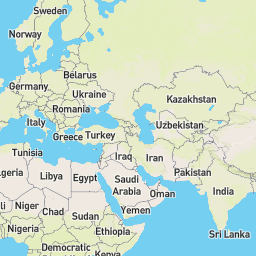 Sweden
Norway
Belarus
Germany
Ukraine
Kazakhstan
Romania
Italy
Uzbekistan
Greece
Turkey
Tunisia
Iraq
Iran
Algeria
Libya
Egypt
Saudi
Arabia
Pakistan
Oman
India
Niger
Chad
Sudan
Yemen
Nigeria
Ethiopia
Sri Lanka
Democratic